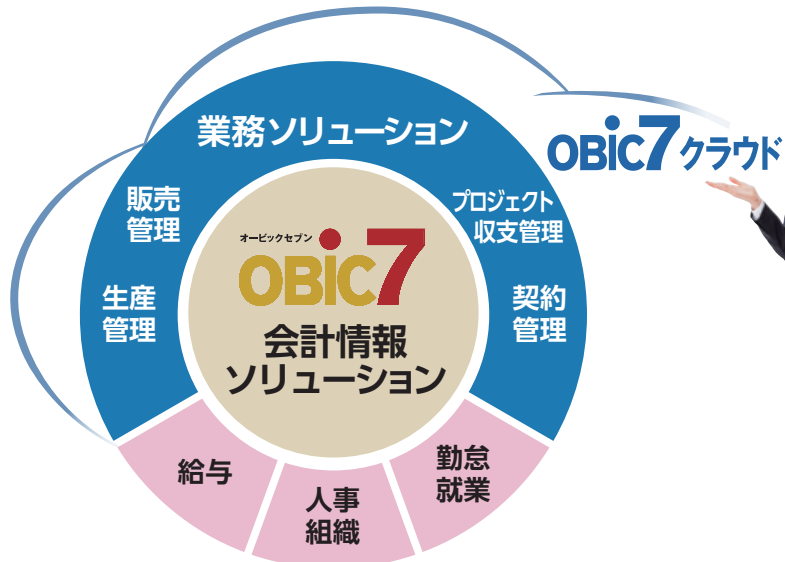 業務ソリューション
OBIC7クラウド
販売
管理
プロジェクト
収支管理
生産
管理
契約
管理
オービックセブン
OBIC7
会計情報
ソリューション
給与
人事
組織
勤怠
就業